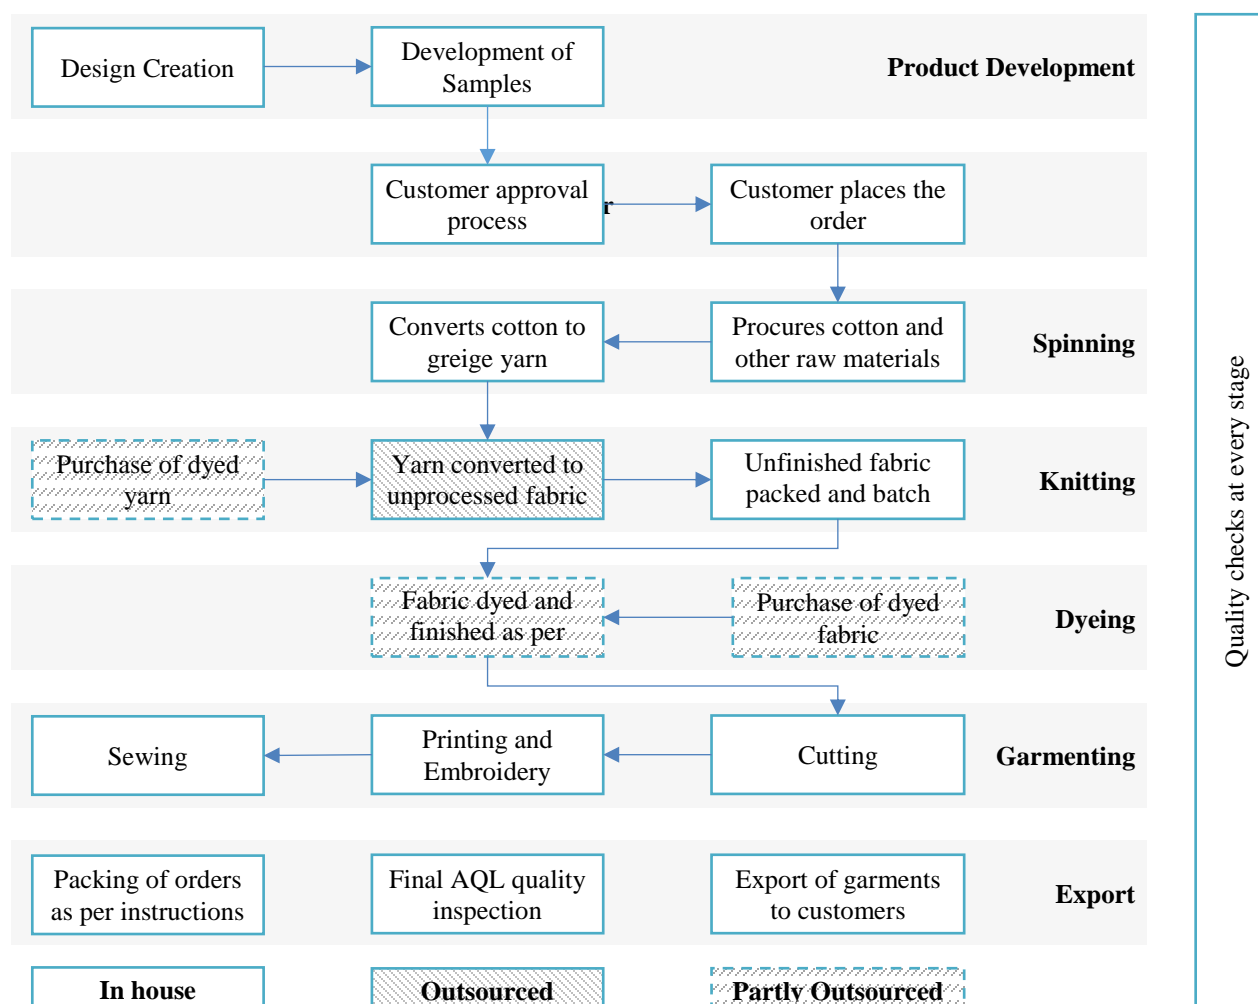 Design Creation
Development of
Samples
Product Development
Customer approval
process
r
Customer places the
order
Converts cotton to
greige yarn
Procures cotton and
other raw materials
Spinning
Purchase of dyed
yarn
Yarn converted to
unprocessed fabric
Unfinished fabric
packed and batch
Knitting
Fabric dyed and
finished as per
Purchase of dyed
fabric
Dyeing
Sewing
Printing and
Embroidery
Cutting
Garmenting
Packing of orders
as per instructions
Final AQL quality
inspection
Export of garments
to customers
Export
In house
Outsourced
Partly Outsourced
Quality checks at every stage